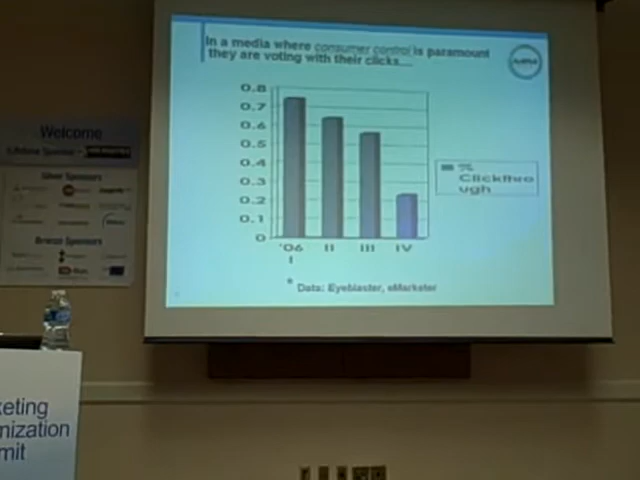 In a media where consumer control is paramount
they are voting with their clicks....
0.8
0.7
0.6
0.5
0.4
0.3
0.2
0.1
0
'06 II III IV
I
%
Clickthro
ugh
* Data: Eyeblaster, eMarketer
Welcome
Silver Sponsors
Bronze Sponsors
keting
mization
mit